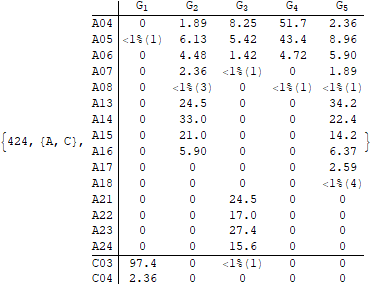 G1 G2 G3 G4 G5
A04 0 1.89 8.25 51.7 2.36
A05 <1%(1) 6.13 5.42 43.4 8.96
A06 0 4.48 1.42 4.72 5.90
A07 0 2.36 <1%(1) 0 1.89
A08 0 <1%(3) 0 <1%(1) <1%(1)
A13 0 24.5 0 0 34.2
A14 0 33.0 0 0 22.4
{424, {A, C}, A15 0 21.0 0 0 14.2 }
A16 0 5.90 0 0 6.37
A17 0 0 0 0 2.59
A18 0 0 0 0 <1%(4)
A21 0 0 24.5 0 0
A22 0 0 17.0 0 0
A23 0 0 27.4 0 0
A24 0 0 15.6 0 0
C03 97.4 0 <1%(1) 0 0
C04 2.36 0 0 0 0